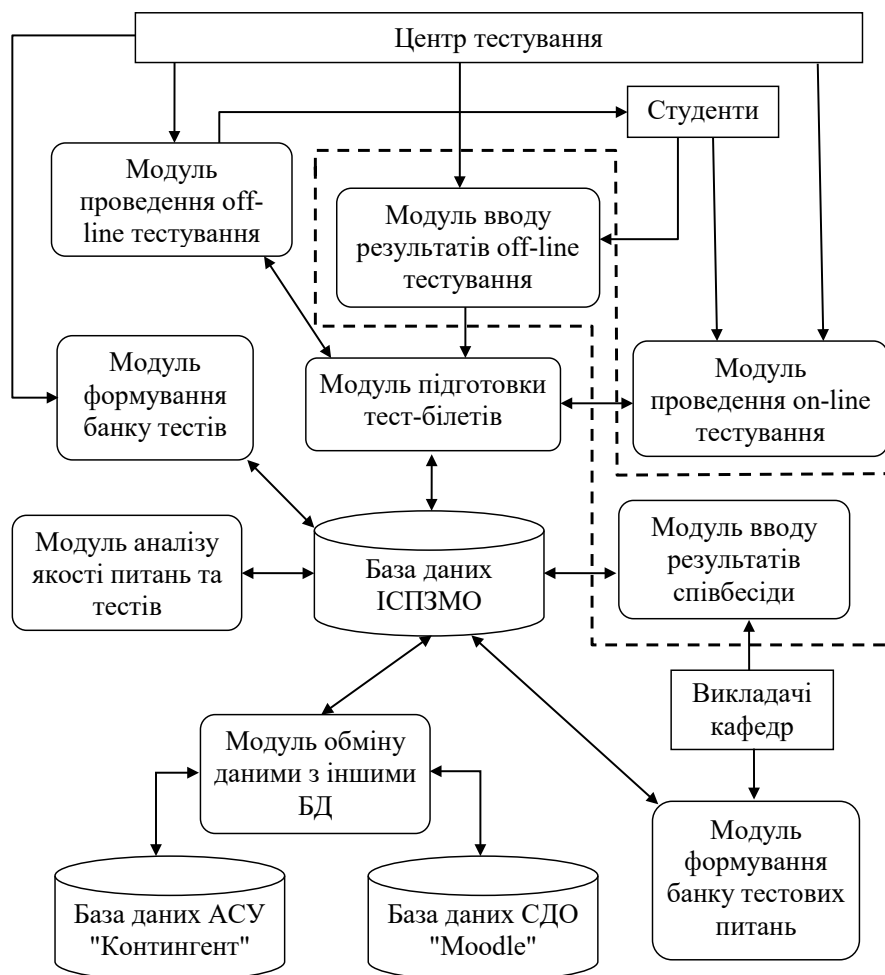 Центр тестування
Студенти
Модуль
проведення off-
line тестування
Модуль вводу
результатів off-line
тестування
Модуль
формування
банку тестів
Модуль підготовки
тест-білетів
Модуль
проведення on-line
тестування
Модуль аналізу
якості питань та
тестів
База даних
ІСПЗМО
Модуль вводу
результатів
співбесіди
Викладачі
кафедр
Модуль обміну
даними з іншими
БД
Модуль
формування
банку тестових
питань
База даних АСУ
"Контингент"
База даних СДО
"Moodle"